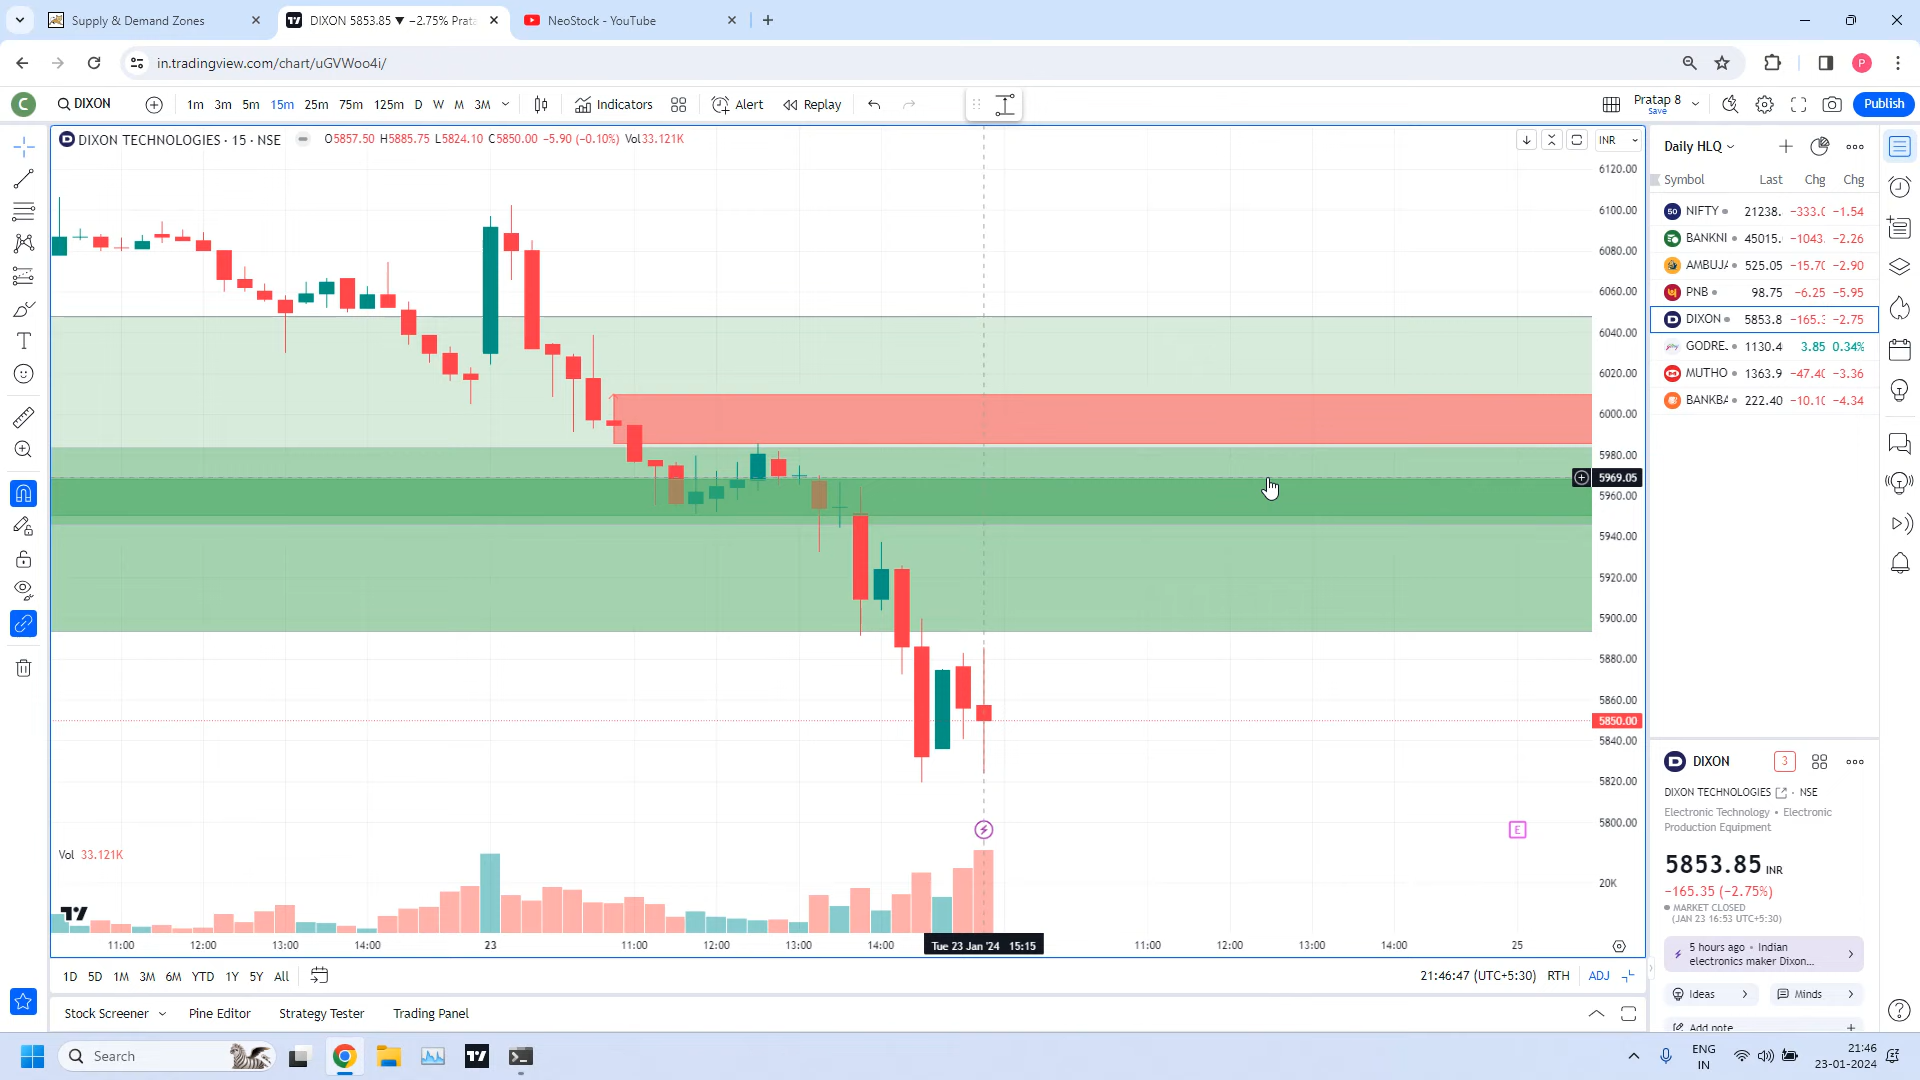 Supply & Demand Zones
DIXON 5853.85 ▼ −2.75% Prata
NeoStock - YouTube
in.tradingview.com/chart/uGVWoo4i/
P
C
DIXON
1m 3m 5m 15m 25m 75m 125m D W M 3M
Indicators
Alert
Replay
Pratap 8
Save
Publish
DIXON TECHNOLOGIES · 15 · NSE
O5857.50 H5885.75 L5824.10 C5850.00 −5.90 (−0.10%) Vol33.121K
INR
6120.00
6100.00
6080.00
6060.00
6040.00
6020.00
6000.00
5980.00
5969.05
5960.00
5940.00
5920.00
5900.00
5880.00
5860.00
5850.00
5840.00
5820.00
5800.00
E
Vol 33.121K
20K
11:00 12:00 13:00 14:00 23 11:00 12:00 13:00 14:00 Tue 23 Jan '24 15:15 11:00 12:00 13:00 14:00 25
1D 5D 1M 3M 6M YTD 1Y 5Y All
21:46:47 (UTC+5:30) RTH ADJ
Stock Screener
Pine Editor
Strategy Tester
Trading Panel
Daily HLQ
Symbol Last Chg Chg
50 NIFTY 21238. −333.0 −1.54
BANKNI 45015. −1043. −2.26
AMBUJA 525.05 −15.70 −2.90
PNB 98.75 −6.25 −5.95
DIXON 5853.8 −165.3 −2.75
GODRE. 1130.4 3.85 0.34%
MUTHO 1363.9 −47.40 −3.36
BANKBA 222.40 −10.10 −4.34
DIXON
3
DIXON TECHNOLOGIES · NSE
Electronic Technology • Electronic
Production Equipment
5853.85 INR
−165.35 (−2.75%)
MARKET CLOSED
(JAN 23 16:53 UTC+5:30)
5 hours ago • Indian
electronics maker Dixon...
Ideas
Minds
Add note
Search
ENG
IN
21:46
23-01-2024